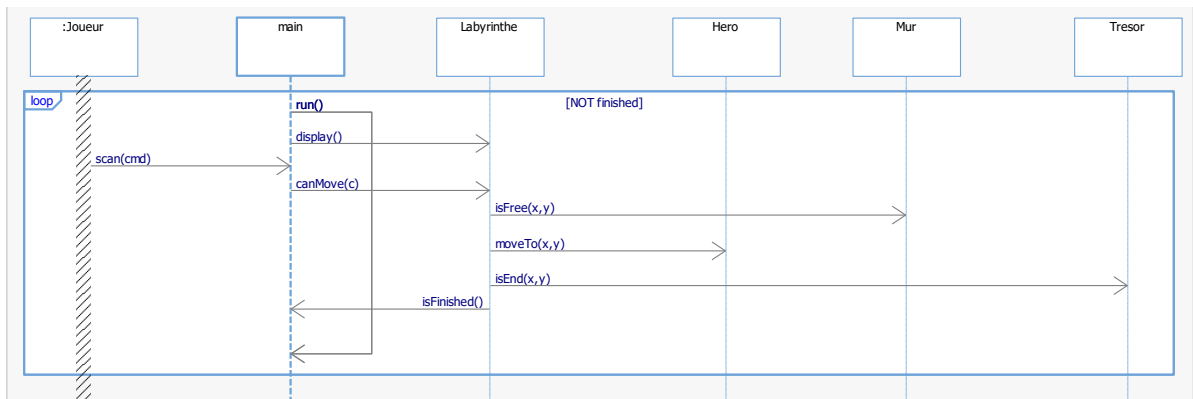 :Joueur
main
Labyrinthe
Hero
Mur
Tresor
loop
[NOT finished]
run()
display()
scan(cmd)
canMove(c)
isFree(x,y)
moveTo(x,y)
isEnd(x,y)
isFinished()